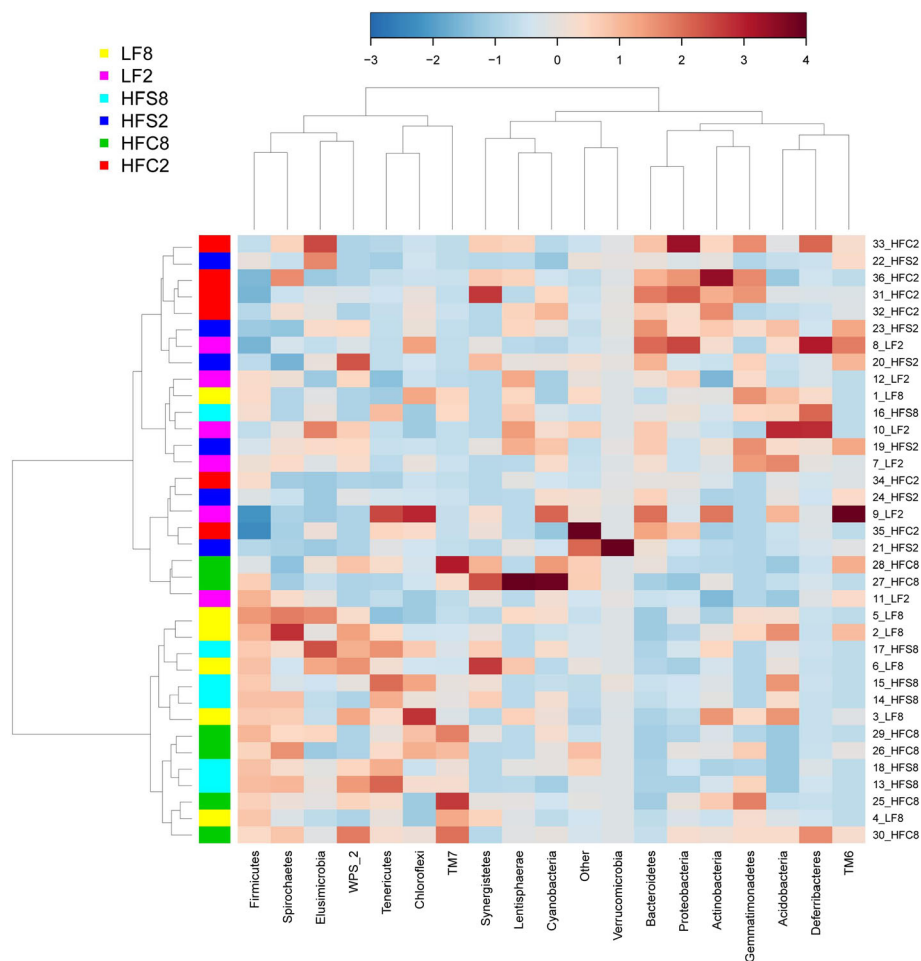 −3 −2 −1 0 1 2 3 4
LF8
LF2
HFS8
HFS2
HFC8
HFC2
33_HFC2
22_HFS2
36_HFC2
31_HFC2
32_HFC2
23_HFS2
8_LF2
20_HFS2
12_LF2
1_LF8
16_HFS8
10_LF2
19_HFS2
7_LF2
34_HFC2
24_HFS2
9_LF2
35_HFC2
21_HFS2
28_HFC8
27_HFC8
11_LF2
5_LF8
2_LF8
17_HFS8
6_LF8
15_HFS8
14_HFS8
3_LF8
29_HFC8
26_HFC8
18_HFS8
13_HFS8
25_HFC8
4_LF8
30_HFC8
Firmicutes
Spirochaetes
Elusimicrobia
WPS_2
Tenericutes
Chloroflexi
TM7
Synergistetes
Lentisphaerae
Cyanobacteria
Other
Verrucomicrobia
Bacteroidetes
Proteobacteria
Actinobacteria
Gemmatimonadetes
Acidobacteria
Deferribacteres
TM6